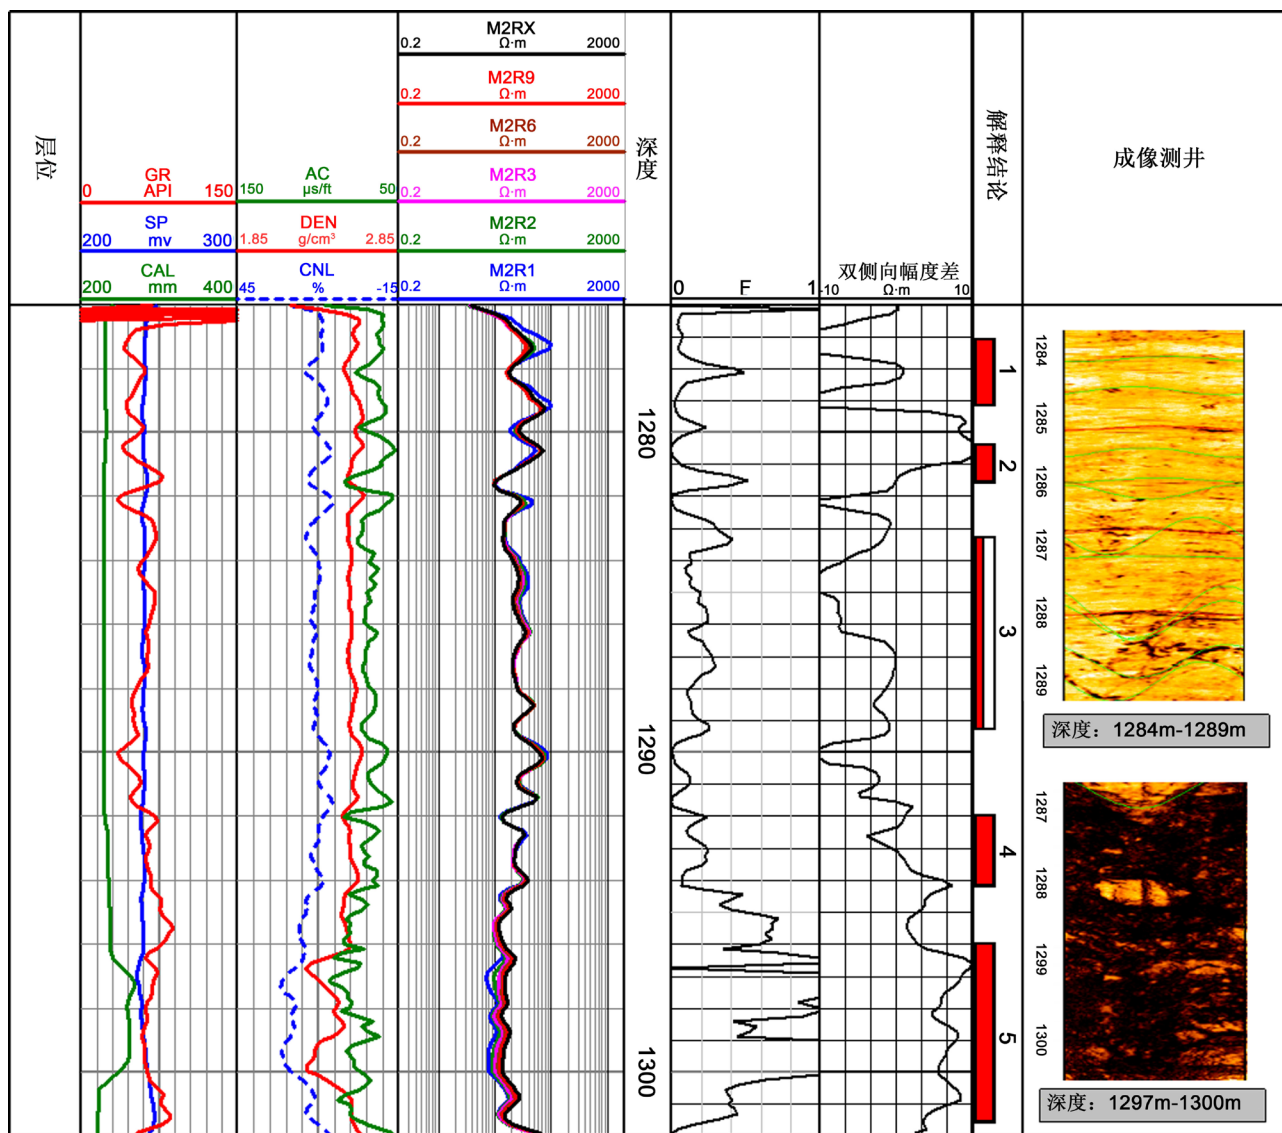 层位
GR
0 API 150
SP
200 mv 300
CAL
200 mm 400
AC
150 μs/ft 50
DEN
1.85 g/cm³ 2.85
CNL
45 % -15
M2RX
0.2 Ω·m 2000
M2R9
0.2 Ω·m 2000
M2R6
0.2 Ω·m 2000
M2R3
0.2 Ω·m 2000
M2R2
0.2 Ω·m 2000
M2R1
0.2 Ω·m 2000
深度
1280
1290
1300
0 F 1
双侧向幅度差
-10 Ω·m 10
解释结论
1
2
3
4
5
成像测井
1284
1285
1286
1287
1288
1289
深度：1284m-1289m
1287
1288
1299
1300
深度：1297m-1300m